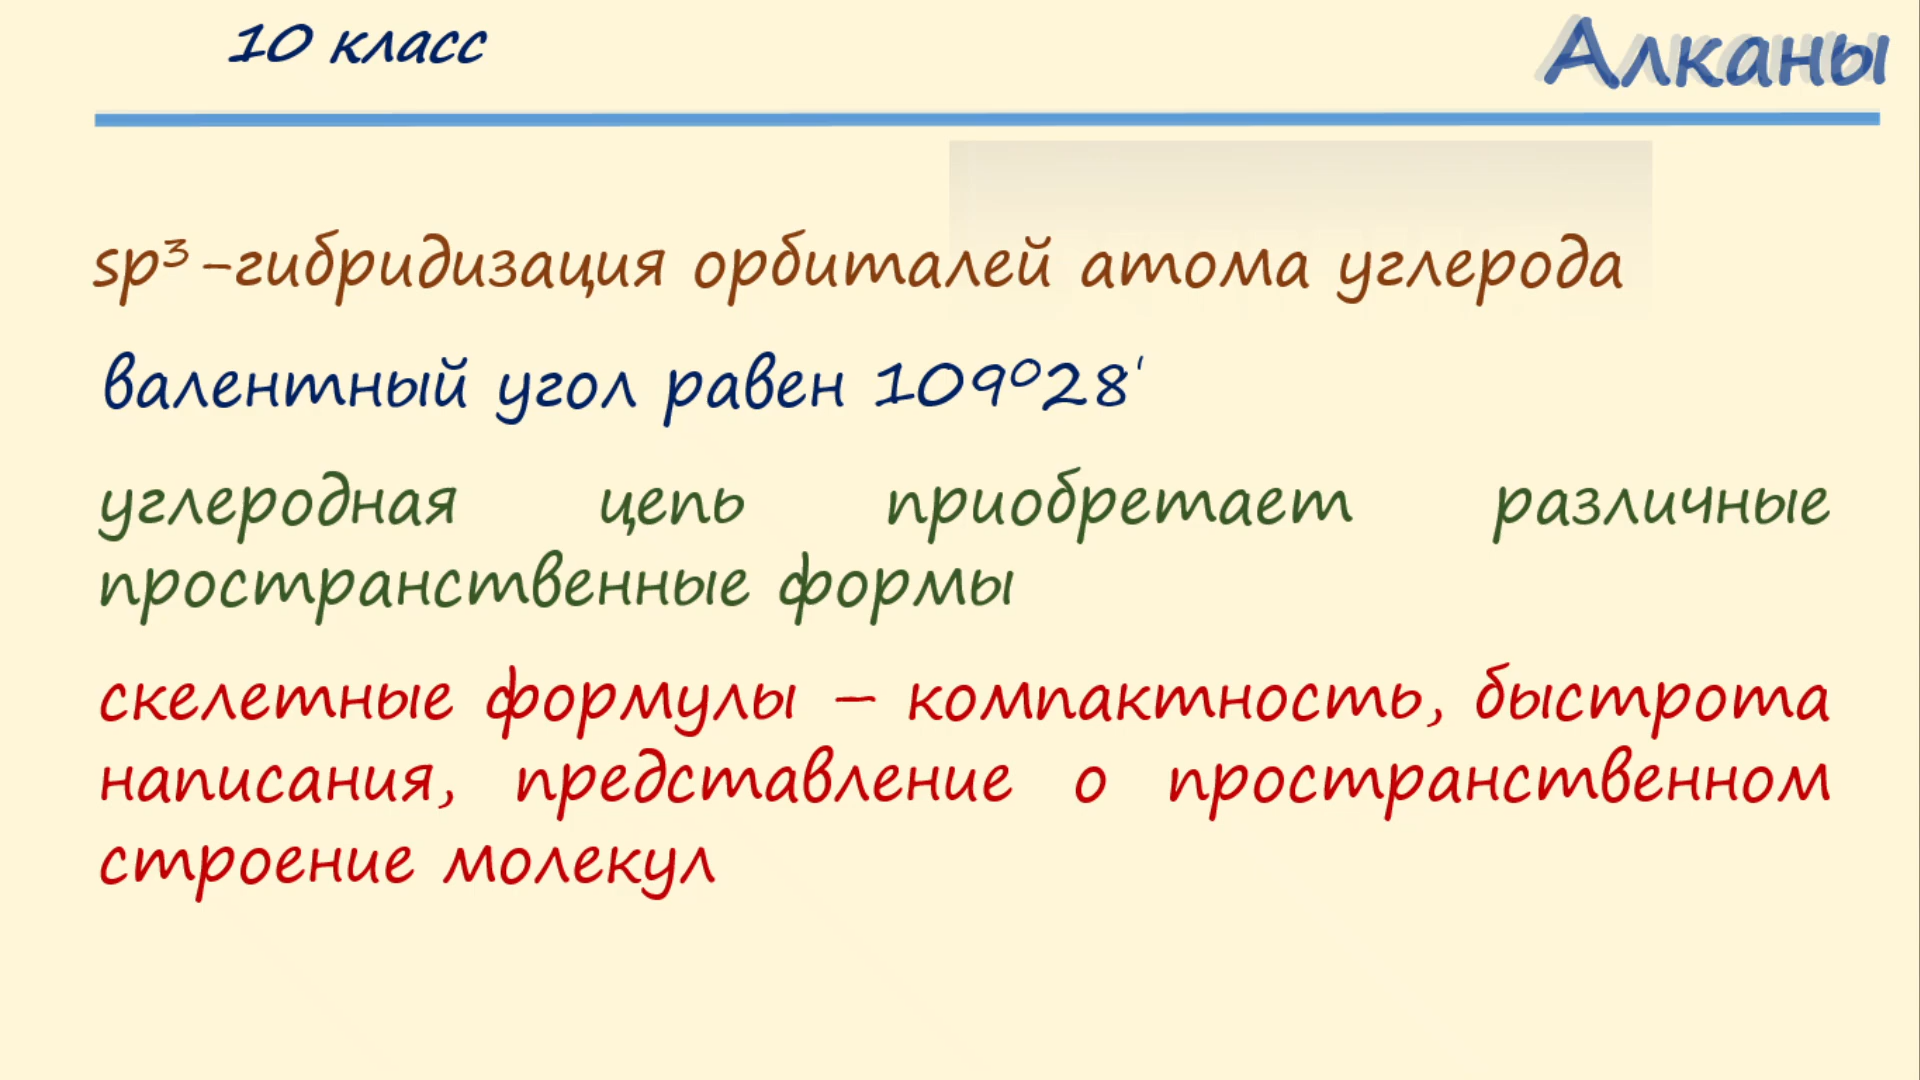 10 класс
Алканы
sp³-гибридизация орбиталей атома углерода
валентный угол равен 109°28'
углеродная цепь приобретает различные
пространственные формы
скелетные формулы – компактность, быстрота
написания, представление о пространственном
строение молекул